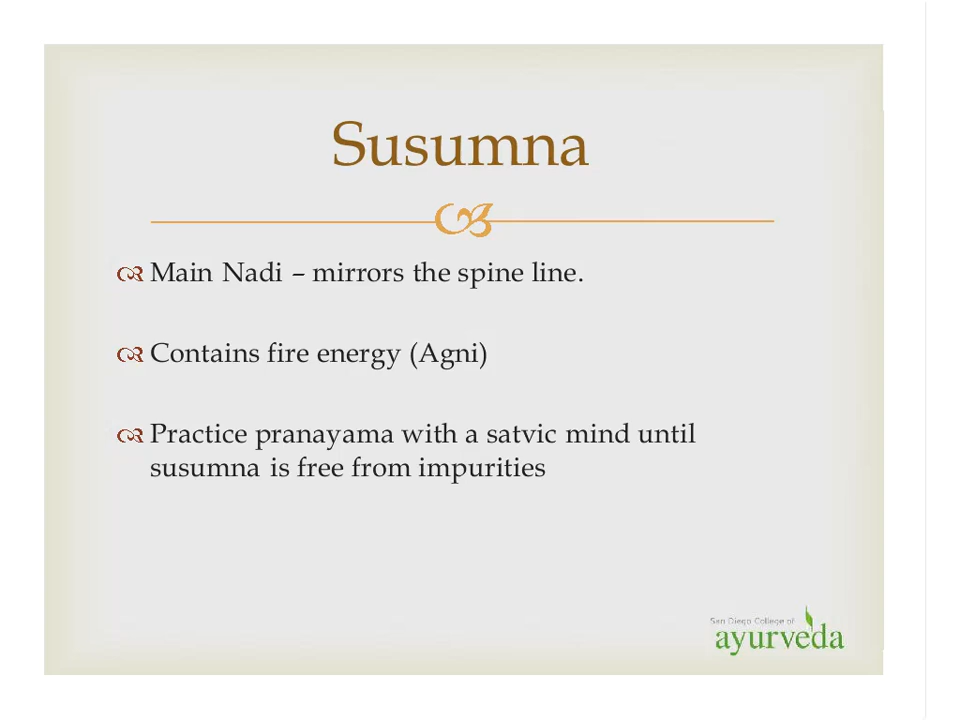 Susumna
Main Nadi – mirrors the spine line.
Contains fire energy (Agni)
Practice pranayama with a satvic mind until
susumna is free from impurities
San Diego College of
ayurveda